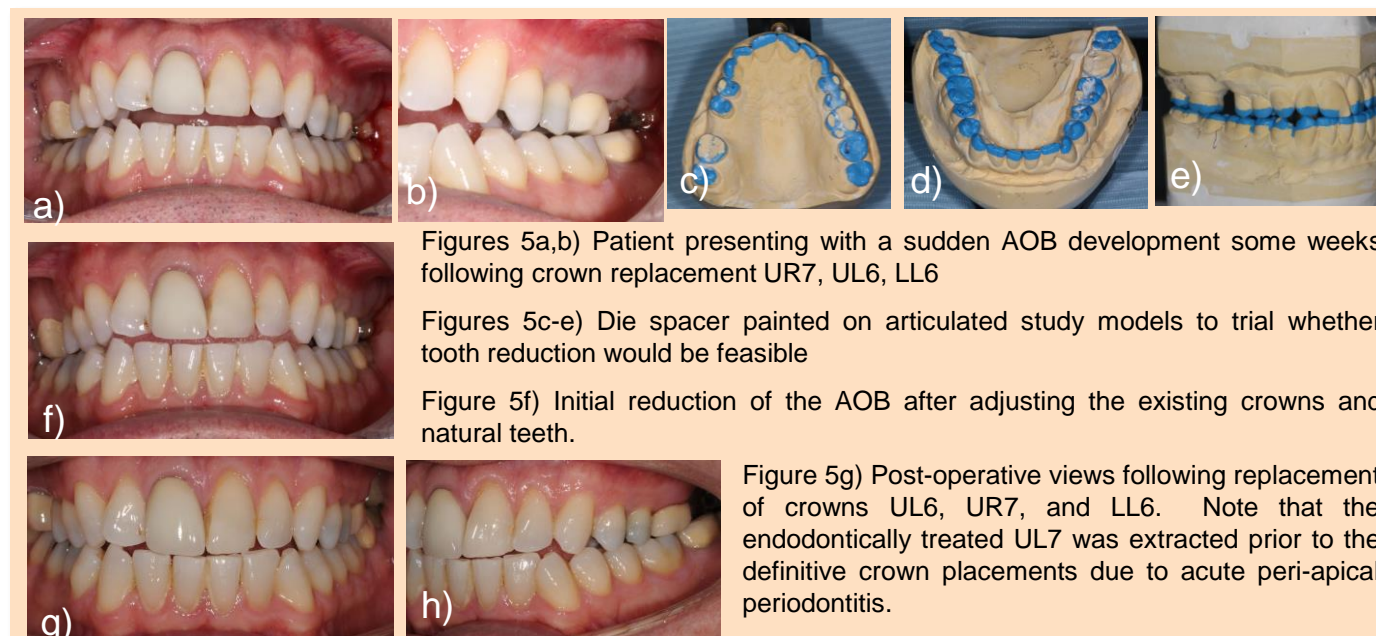 a)
b)
c)
d)
e)
Figures 5a,b) Patient presenting with a sudden AOB development some weeks
following crown replacement UR7, UL6, LL6
Figures 5c-e) Die spacer painted on articulated study models to trial whether
tooth reduction would be feasible
f)
Figure 5f) Initial reduction of the AOB after adjusting the existing crowns and
natural teeth.
g)
h)
Figure 5g) Post-operative views following replacement
of crowns UL6, UR7, and LL6. Note that the
endodontically treated UL7 was extracted prior to the
definitive crown placements due to acute peri-apical
periodontitis.